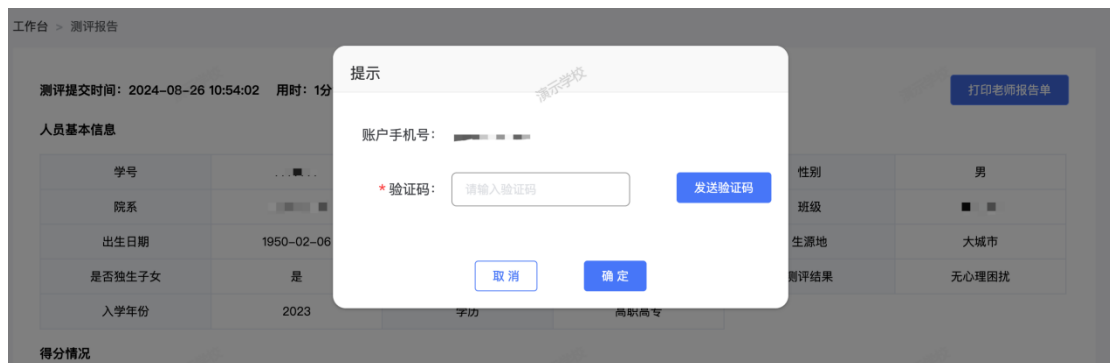 工作台 > 测评报告
提示
演示学校
测评提交时间：2024-08-26 10:54:02 用时：1分
打印老师报告单
人员基本信息
账户手机号：
学号
性别 男
* 验证码： 请输入验证码 发送验证码
院系
班级
出生日期 1950-02-06
生源地 大城市
是否独生子女 是
取消 确定
测评结果 无心理困扰
入学年份 2023 学历 高职高专
得分情况